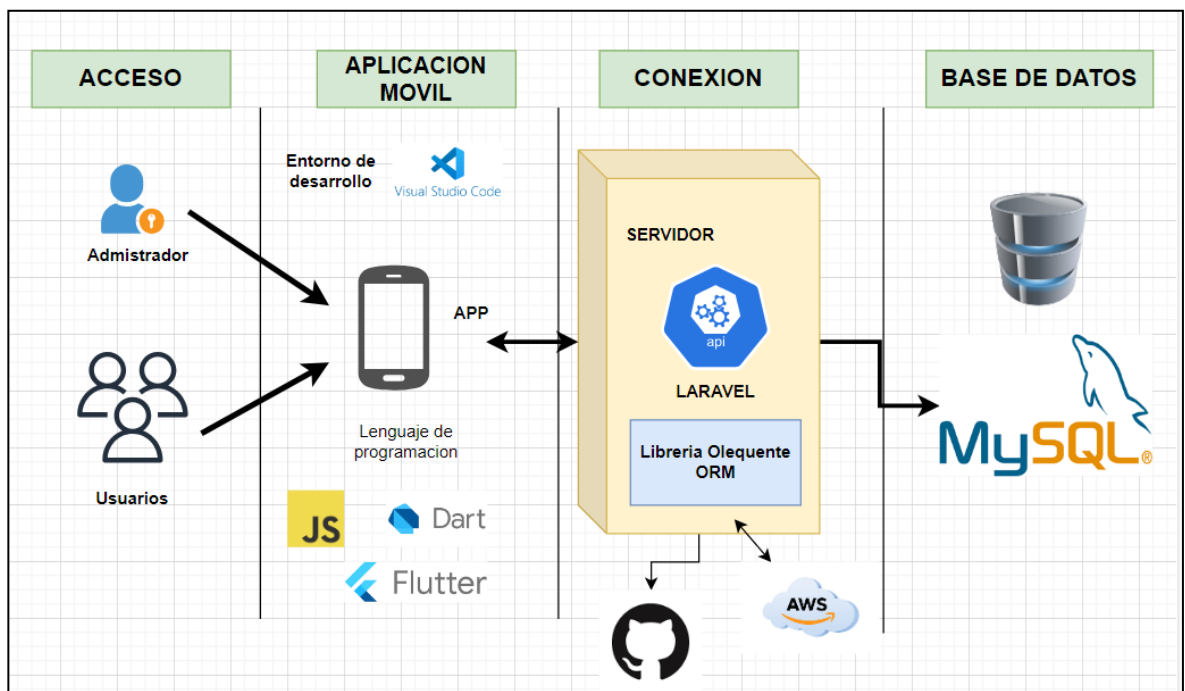 ACCESO
APLICACION
MOVIL
CONEXION
BASE DE DATOS
Admistrador
Usuarios
Entorno de
desarrollo
Visual Studio Code
APP
Lenguaje de
programacion
JS
Dart
Flutter
SERVIDOR
api
LARAVEL
Libreria Olequente
ORM
AWS
MySQL®